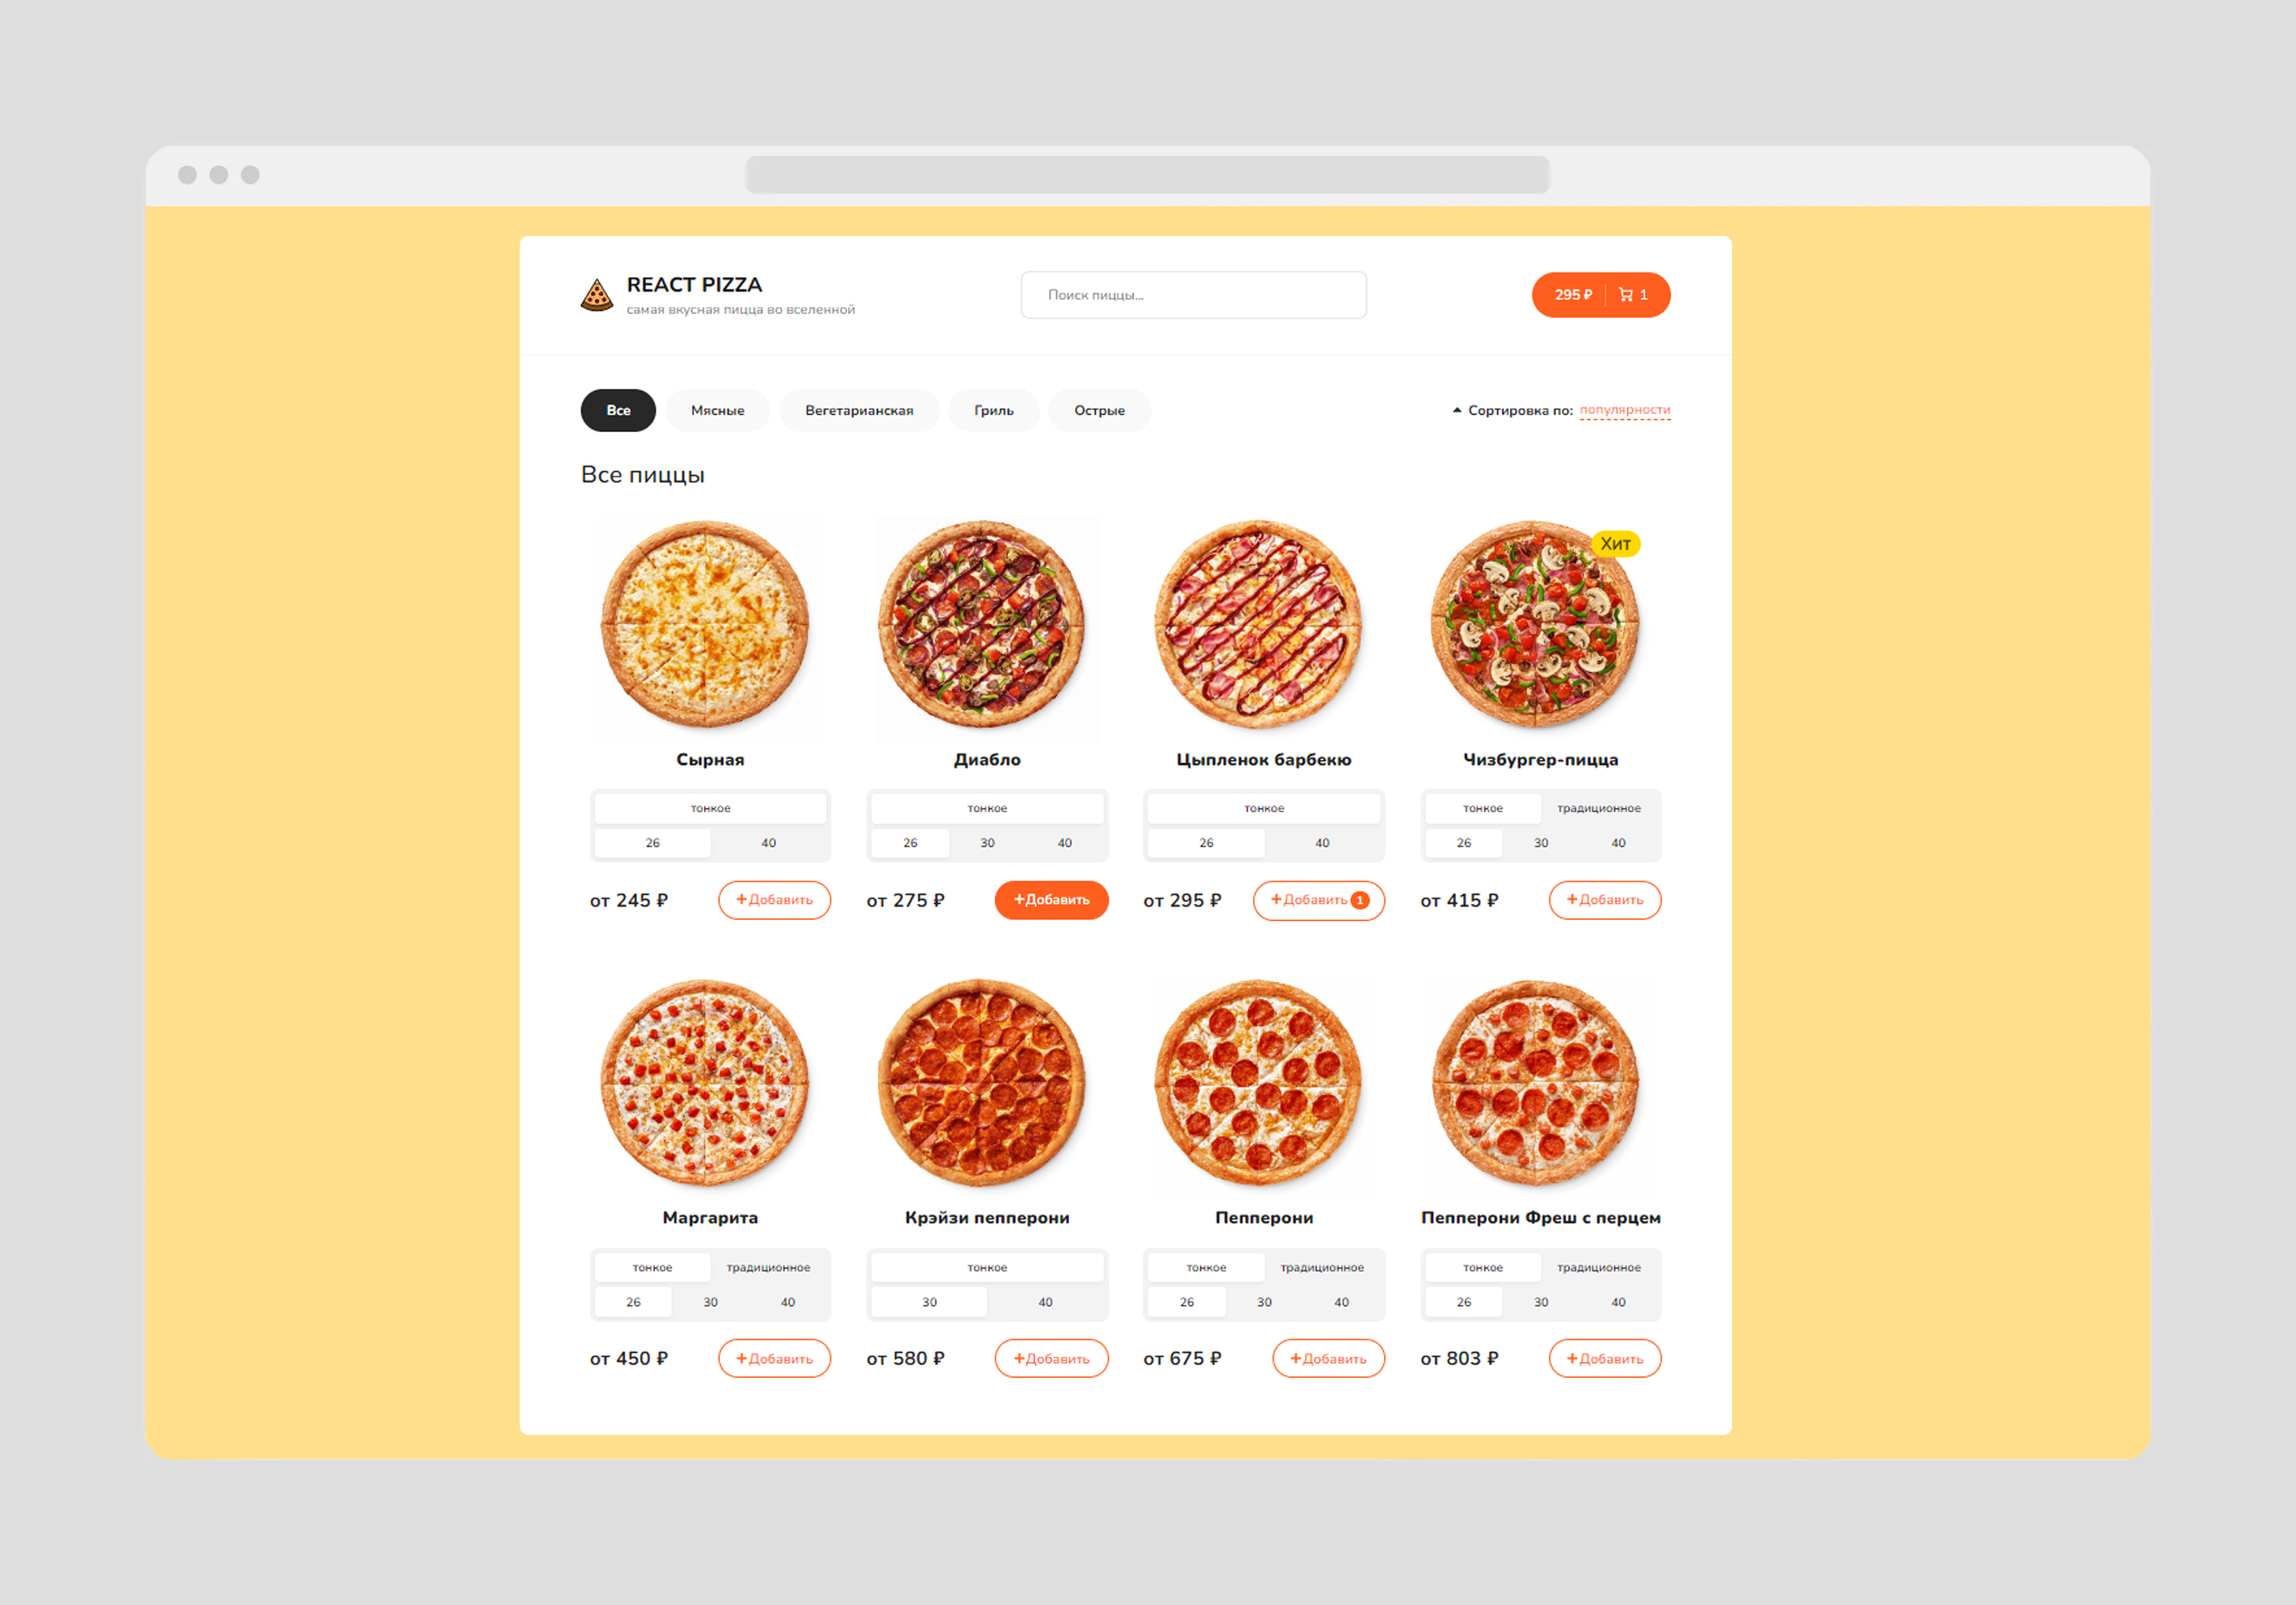 REACT PIZZA
самая вкусная пицца во вселенной
Поиск пиццы...
295 ₽ 1
Все Мясные Вегетарианская Гриль Острые
Сортировка по: популярности
Все пиццы
Хит
Сырная Диабло Цыпленок барбекю Чизбургер-пицца
тонкое тонкое тонкое тонкое традиционное
26 40 26 30 40 26 40 26 30 40
от 245 ₽ +Добавить от 275 ₽ +Добавить от 295 ₽ +Добавить 1 от 415 ₽ +Добавить
Маргарита Крэйзи пепперони Пепперони Пепперони Фреш с перцем
тонкое традиционное тонкое тонкое традиционное тонкое традиционное
26 30 40 30 40 26 30 40 26 30 40
от 450 ₽ +Добавить от 580 ₽ +Добавить от 675 ₽ +Добавить от 803 ₽ +Добавить